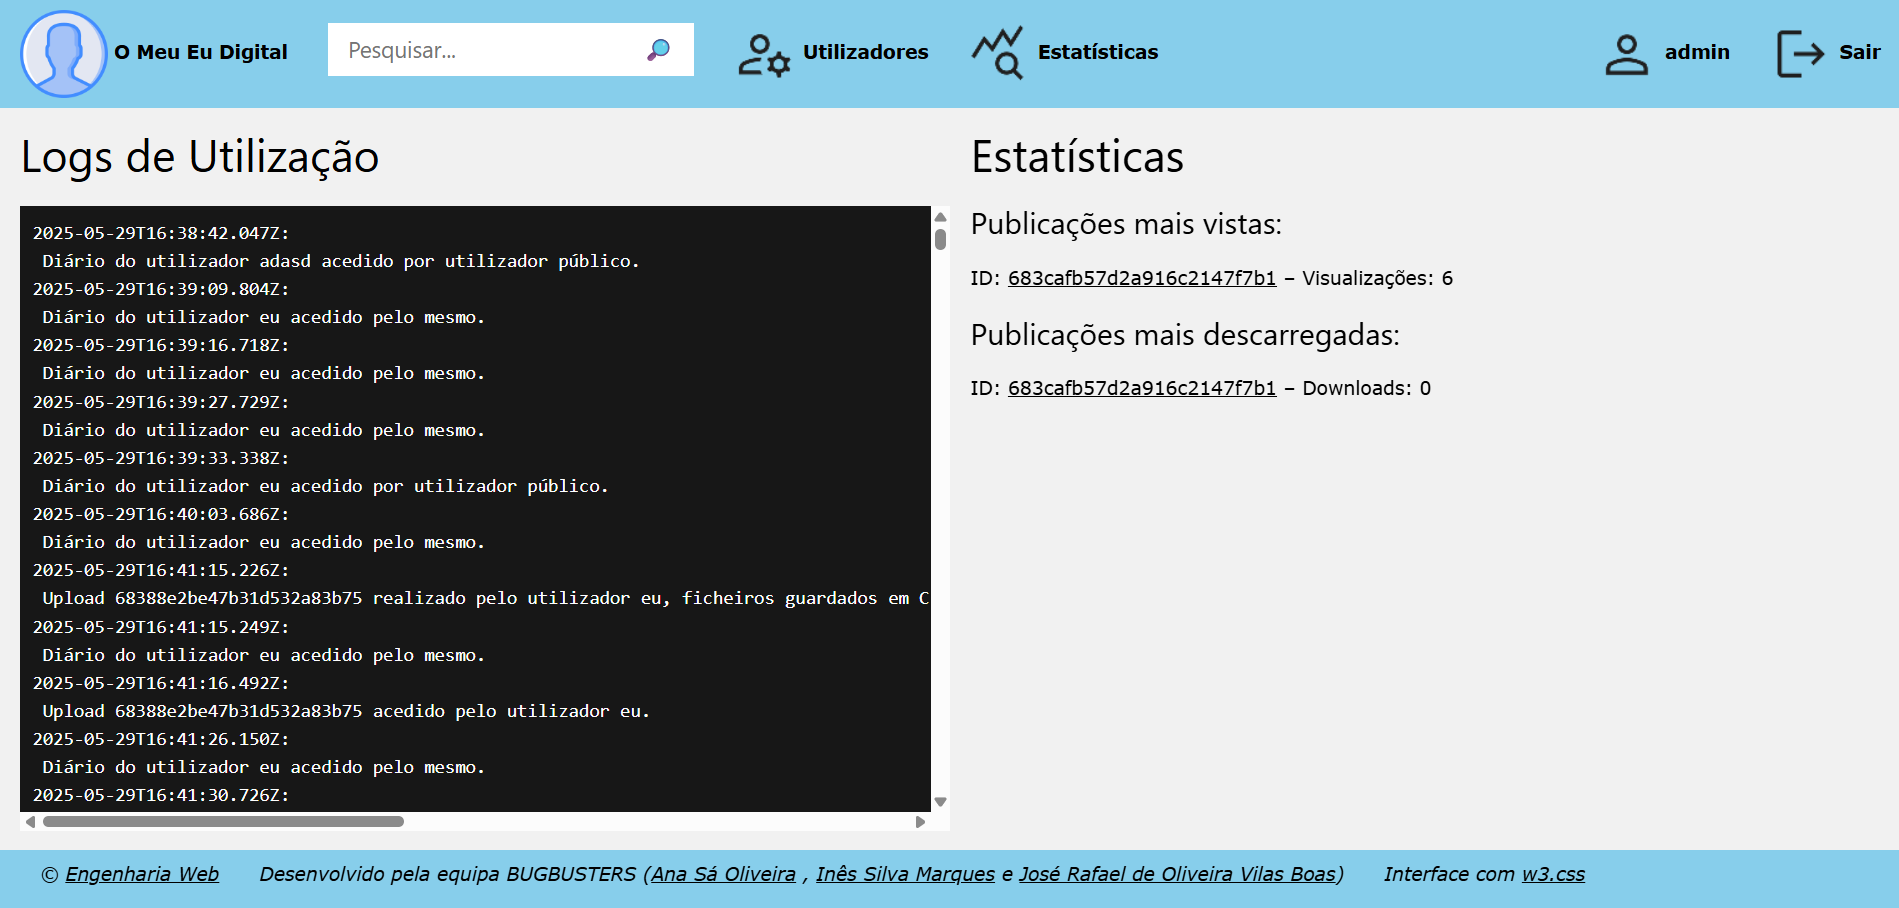 O Meu Eu Digital
Pesquisar...
Utilizadores
Estatísticas
admin
Sair
Logs de Utilização
2025-05-29T16:38:42.047Z:
Diário do utilizador adasd acedido por utilizador público.
2025-05-29T16:39:09.804Z:
Diário do utilizador eu acedido pelo mesmo.
2025-05-29T16:39:16.718Z:
Diário do utilizador eu acedido pelo mesmo.
2025-05-29T16:39:27.729Z:
Diário do utilizador eu acedido pelo mesmo.
2025-05-29T16:39:33.338Z:
Diário do utilizador eu acedido por utilizador público.
2025-05-29T16:40:03.686Z:
Diário do utilizador eu acedido pelo mesmo.
2025-05-29T16:41:15.226Z:
Upload 68388e2be47b31d532a83b75 realizado pelo utilizador eu, ficheiros guardados em C
2025-05-29T16:41:15.249Z:
Diário do utilizador eu acedido pelo mesmo.
2025-05-29T16:41:16.492Z:
Upload 68388e2be47b31d532a83b75 acedido pelo utilizador eu.
2025-05-29T16:41:26.150Z:
Diário do utilizador eu acedido pelo mesmo.
2025-05-29T16:41:30.726Z:
Estatísticas
Publicações mais vistas:
ID: 683cafb57d2a916c2147f7b1 – Visualizações: 6
Publicações mais descarregadas:
ID: 683cafb57d2a916c2147f7b1 – Downloads: 0
© Engenharia Web
Desenvolvido pela equipa BUGBUSTERS (Ana Sá Oliveira , Inês Silva Marques e José Rafael de Oliveira Vilas Boas)
Interface com w3.css